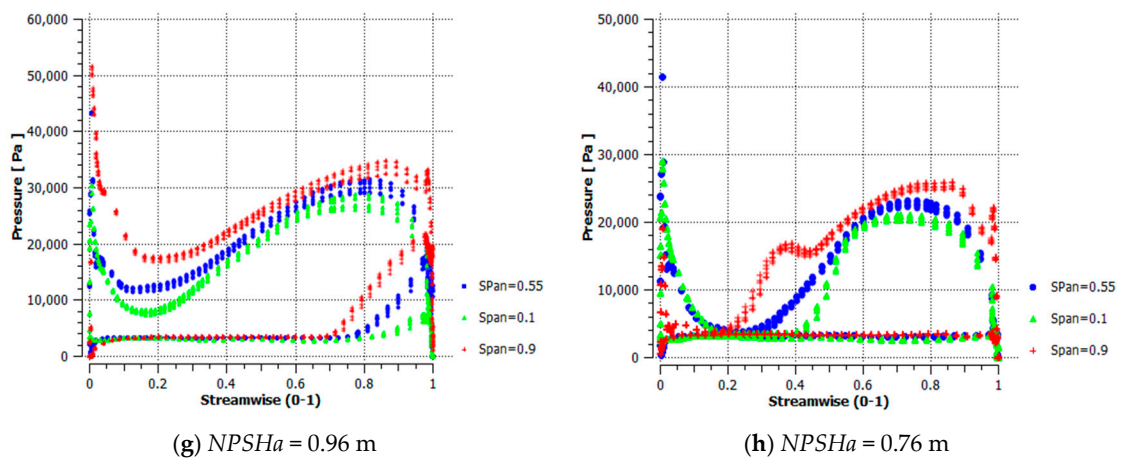 60,000
50,000
40,000
30,000
20,000
10,000
0
Pressure [ Pa ]
0
0.2
0.4
0.6
0.8
1
Streamwise (0-1)
SPan=0.55
Span=0.1
Span=0.9
(g) NPSHa = 0.96 m
50,000
40,000
30,000
20,000
10,000
0
Pressure [ Pa ]
0
0.2
0.4
0.6
0.8
1
Streamwise (0-1)
SPan=0.55
Span=0.1
Span=0.9
(h) NPSHa = 0.76 m